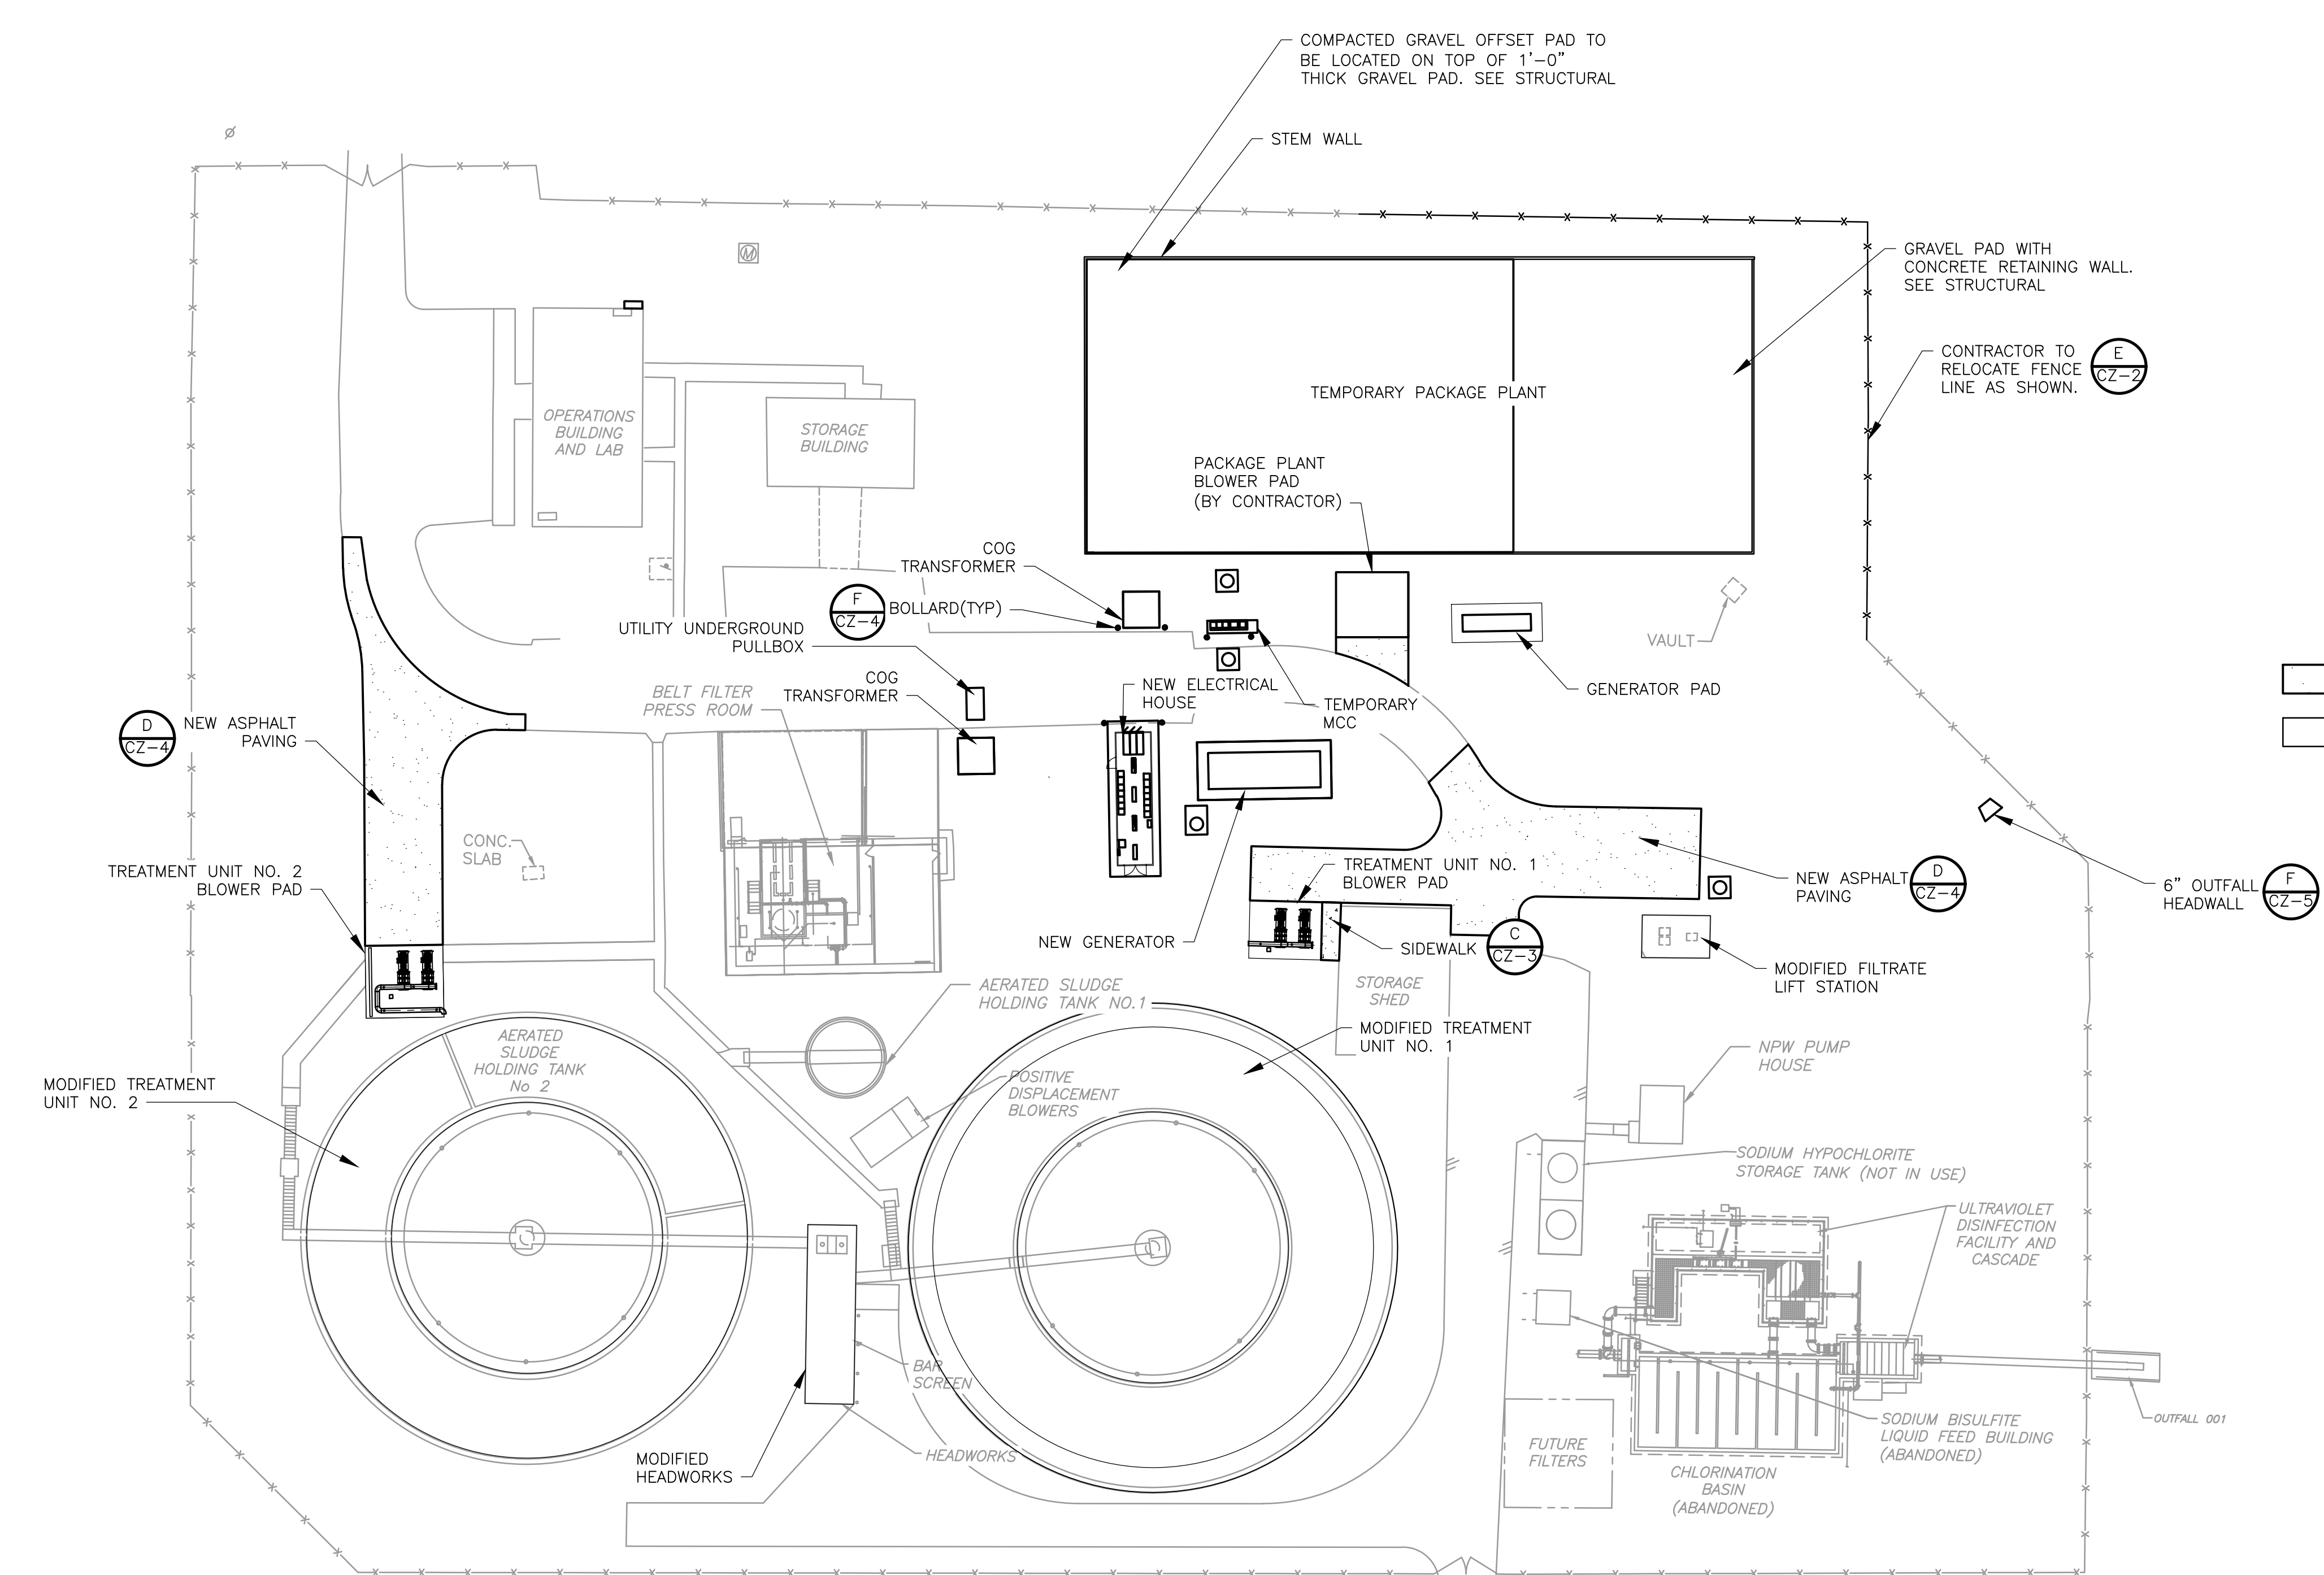 COMPACTED GRAVEL OFFSET PAD TO
BE LOCATED ON TOP OF 1'-0"
THICK GRAVEL PAD. SEE STRUCTURAL
STEM WALL
GRAVEL PAD WITH
CONCRETE RETAINING WALL.
SEE STRUCTURAL
CONTRACTOR TO
RELOCATE FENCE
LINE AS SHOWN.
E
CZ-2
M
OPERATIONS
BUILDING
AND LAB
STORAGE
BUILDING
TEMPORARY PACKAGE PLANT
PACKAGE PLANT
BLOWER PAD
(BY CONTRACTOR)
COG
TRANSFORMER
F
CZ-4
BOLLARD(TYP)
UTILITY UNDERGROUND
PULLBOX
COG
TRANSFORMER
BELT FILTER
PRESS ROOM
NEW ELECTRICAL
HOUSE
TEMPORARY
MCC
GENERATOR PAD
VAULT
D
CZ-4
NEW ASPHALT
PAVING
CONC.
SLAB
TREATMENT UNIT NO. 2
BLOWER PAD
TREATMENT UNIT NO. 1
BLOWER PAD
NEW ASPHALT
PAVING
D
CZ-4
6" OUTFALL
HEADWALL
F
CZ-5
NEW GENERATOR
SIDEWALK
C
CZ-3
MODIFIED FILTRATE
LIFT STATION
AERATED SLUDGE
HOLDING TANK NO.1
STORAGE
SHED
AERATED
SLUDGE
HOLDING TANK
No 2
MODIFIED TREATMENT
UNIT NO. 1
NPW PUMP
HOUSE
MODIFIED TREATMENT
UNIT NO. 2
POSITIVE
DISPLACEMENT
BLOWERS
SODIUM HYPOCHLORITE
STORAGE TANK (NOT IN USE)
ULTRAVIOLET
DISINFECTION
FACILITY AND
CASCADE
BAR
SCREEN
HEADWORKS
MODIFIED
HEADWORKS
FUTURE
FILTERS
CHLORINATION
BASIN
(ABANDONED)
SODIUM BISULFITE
LIQUID FEED BUILDING
(ABANDONED)
OUTFALL 001